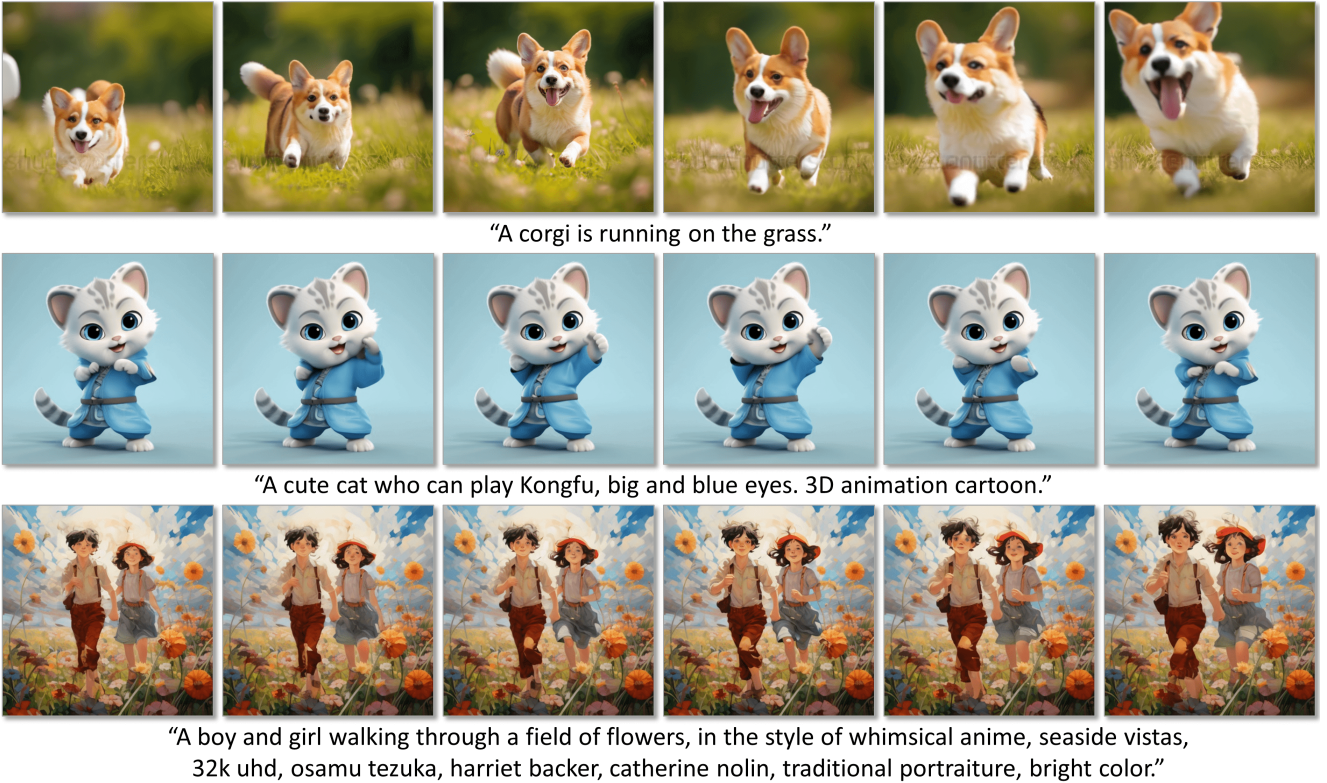 “A corgi is running on the grass.”
“A cute cat who can play Kongfu, big and blue eyes. 3D animation cartoon.”
“A boy and girl walking through a field of flowers, in the style of whimsical anime, seaside vistas,
32k uhd, osamu tezuka, harriet backer, catherine nolin, traditional portraiture, bright color.”